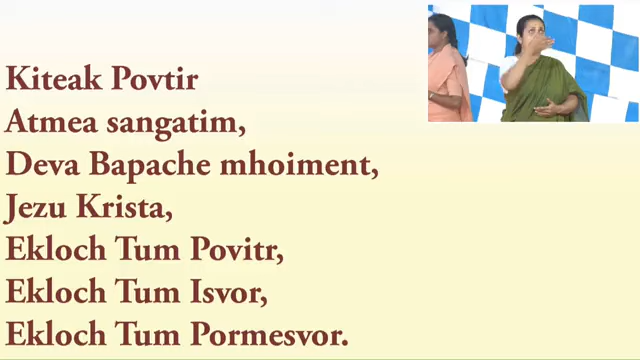 Kiteak Povtir
Atmea sangatim,
Deva Bapache mhoiment,
Jezu Krista,
Ekloch Tum Povitr,
Ekloch Tum Isvor,
Ekloch Tum Pormesvor.